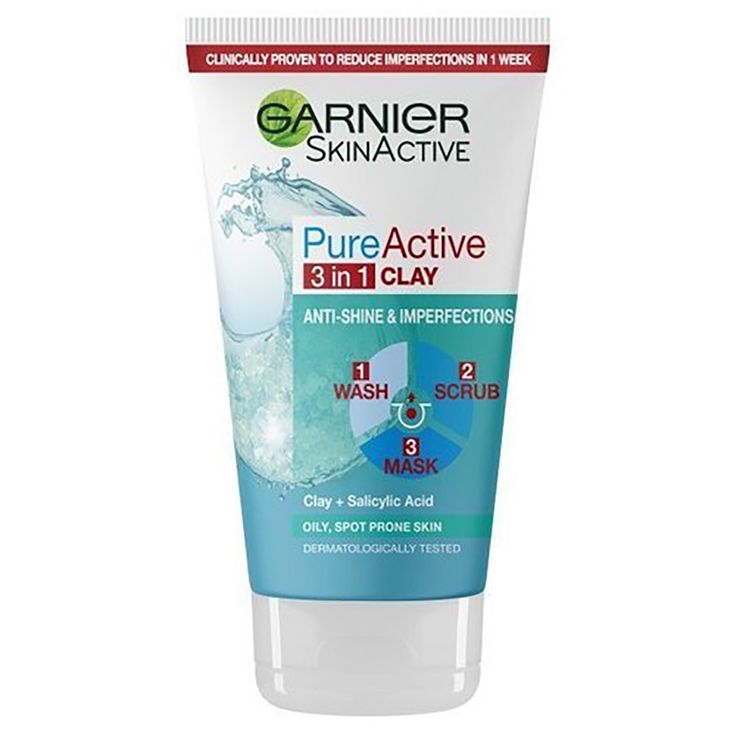 CLINICALLY PROVEN TO REDUCE IMPERFECTIONS IN 1 WEEK
GARNIER
SKINACTIVE
PureActive
3 in 1 CLAY
ANTI-SHINE & IMPERFECTIONS
1
WASH
2
SCRUB
3
MASK
Clay + Salicylic Acid
OILY, SPOT PRONE SKIN
DERMATOLOGICALLY TESTED